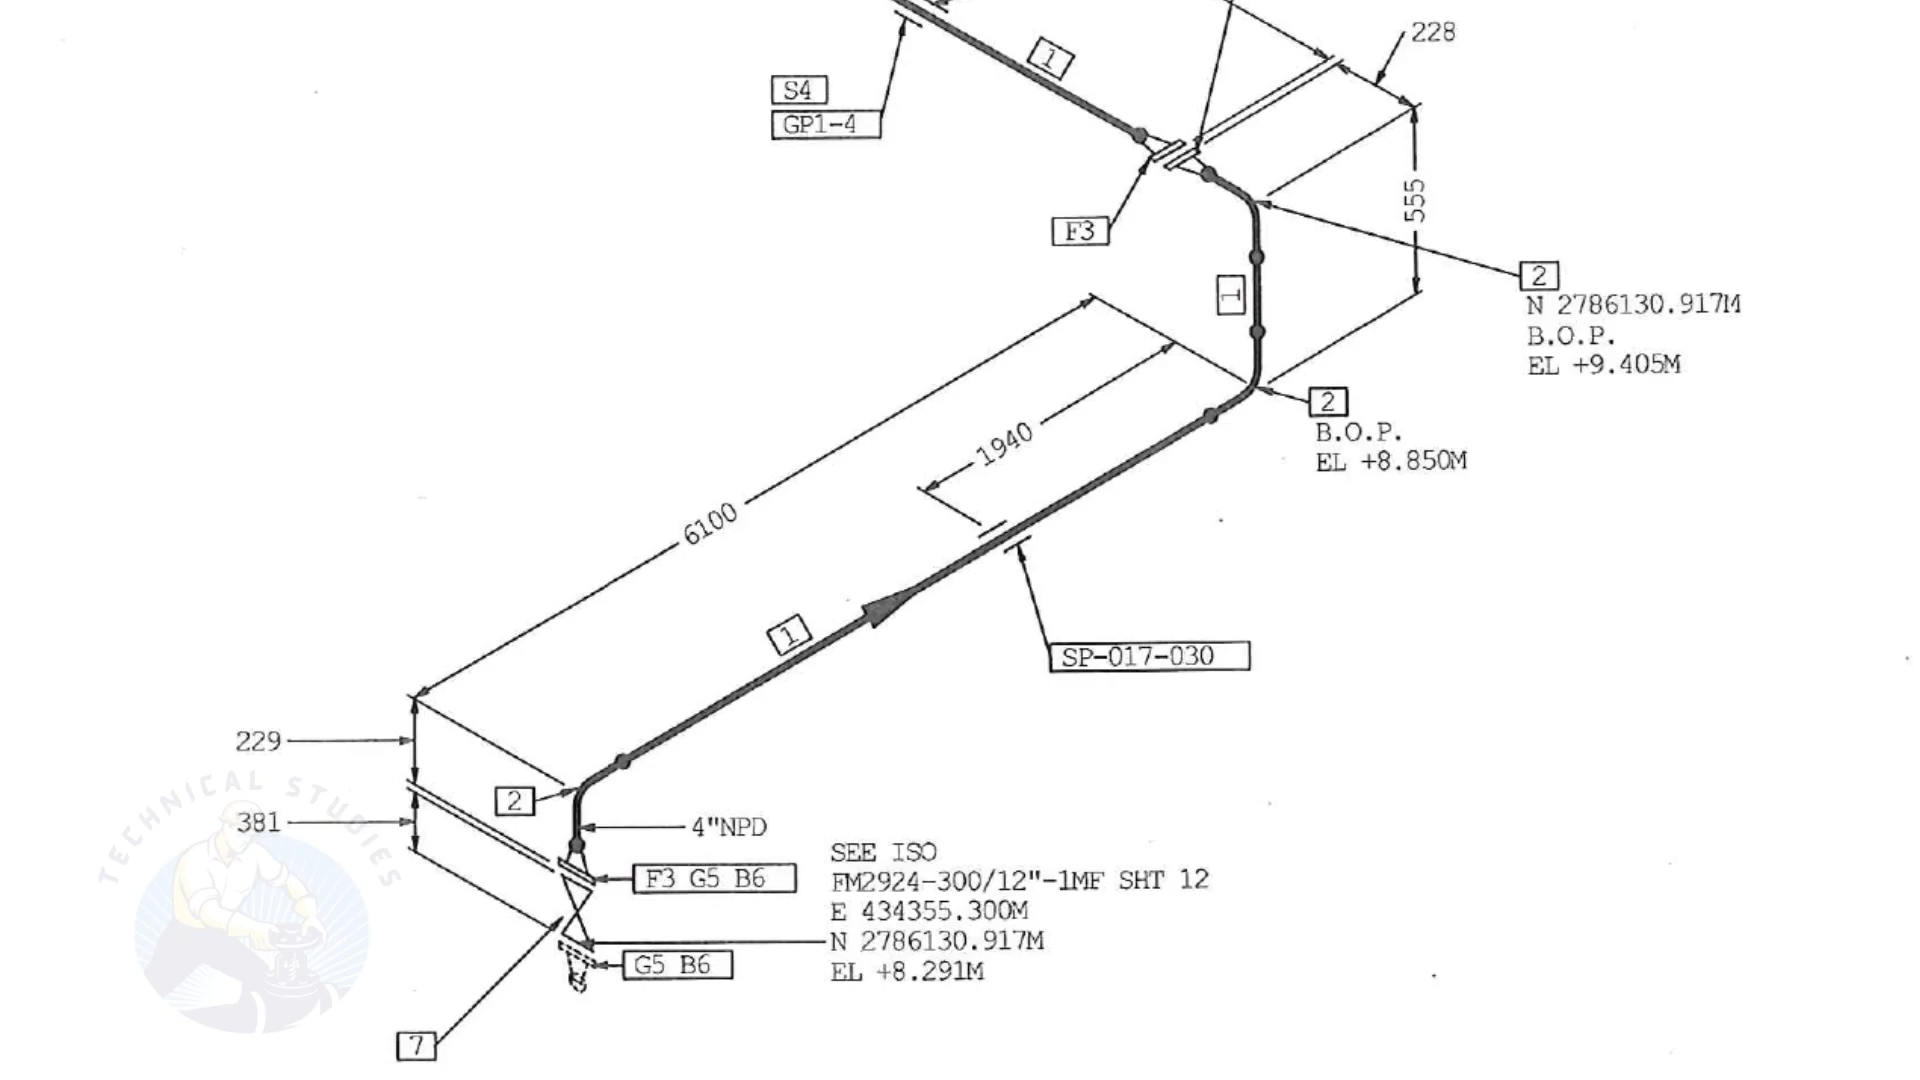 228
1
S4
GP1-4
555
F3
2
N 2786130.917M
B.O.P.
EL +9.405M
1
2
B.O.P.
EL +8.850M
1940
6100
1
SP-017-030
229
2
381
4"NPD
F3 G5 B6
SEE ISO
FM2924-300/12"-1MF SHT 12
E 434355.300M
N 2786130.917M
EL +8.291M
G5 B6
7
TECHNICAL STUDIES